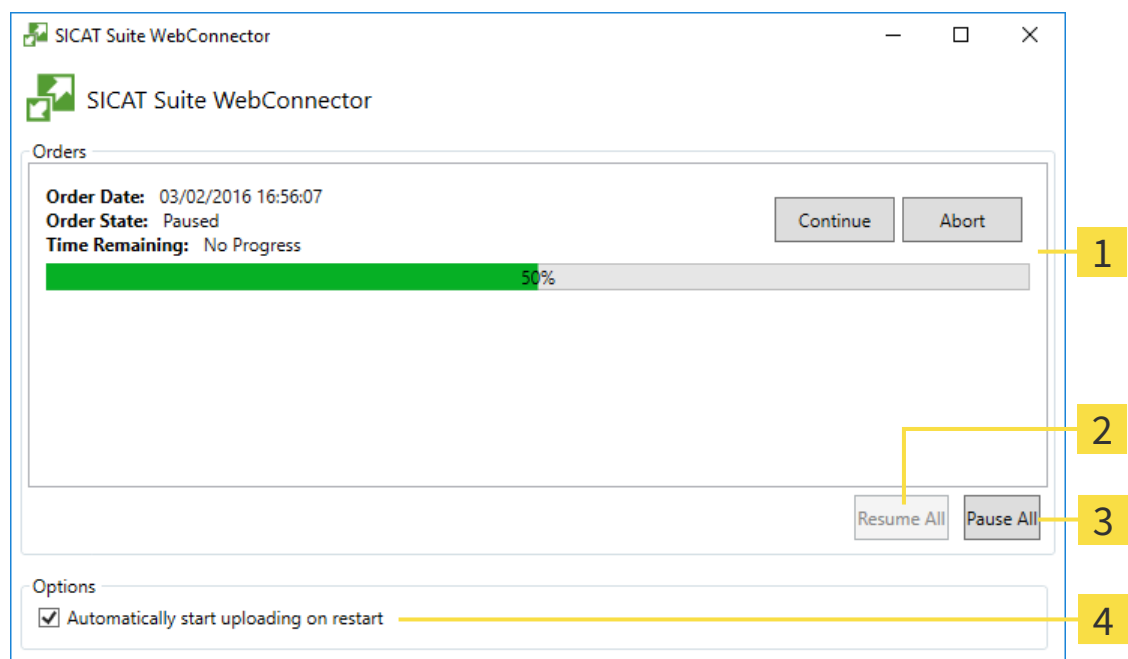 SICAT Suite WebConnector
SICAT Suite WebConnector
Orders
Order Date: 03/02/2016 16:56:07
Order State: Paused
Time Remaining: No Progress
Continue Abort
1
50%
2
Resume All Pause All
3
Options
Automatically start uploading on restart
4